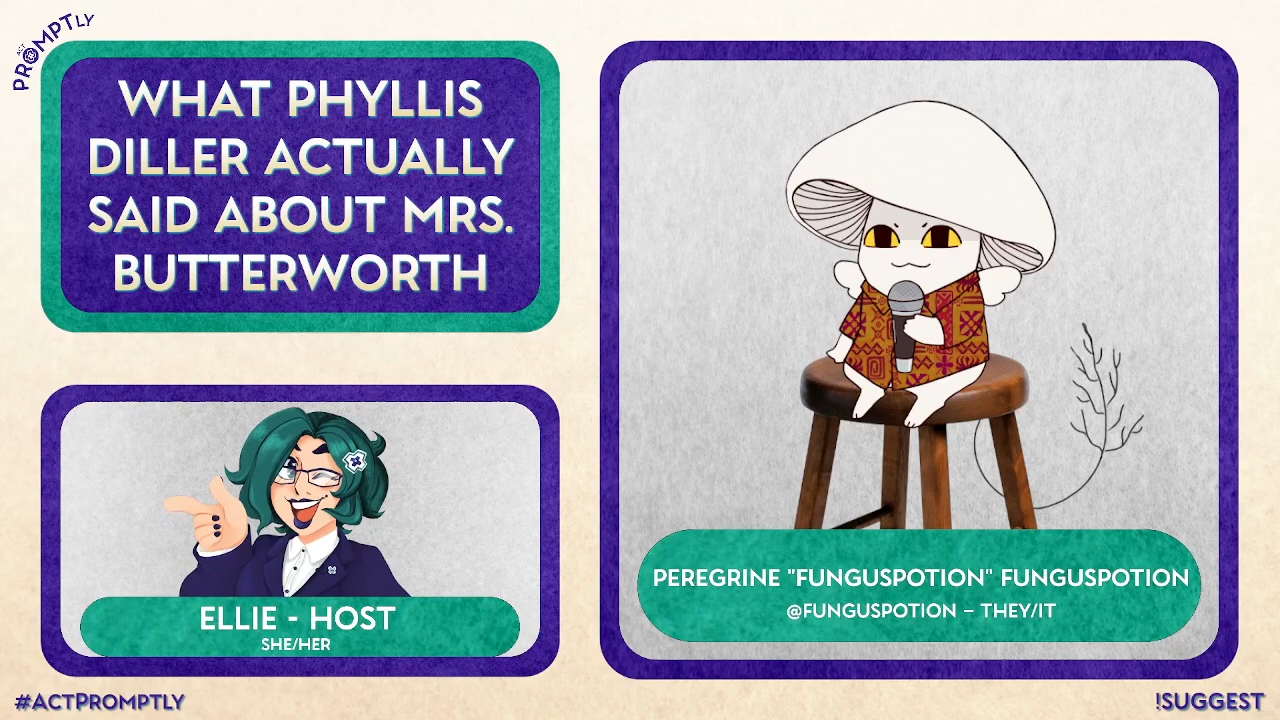 ACT PROMPTLY
WHAT PHYLLIS
DILLER ACTUALLY
SAID ABOUT MRS.
BUTTERWORTH
ELLIE - HOST
SHE/HER
PEREGRINE "FUNGUSPOTION" FUNGUSPOTION
@FUNGUSPOTION – THEY/IT
#ACTPROMPTLY
!SUGGEST